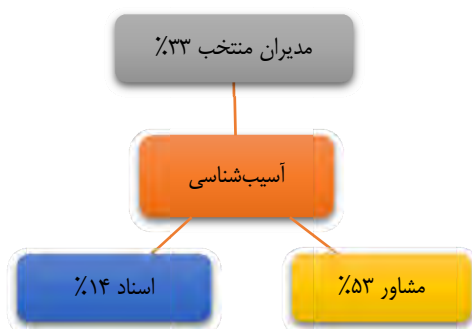 مدیران منتخب ۳۳٪
آسیب‌شناسی
مشاور ۵۳٪
اسناد ۱۴٪